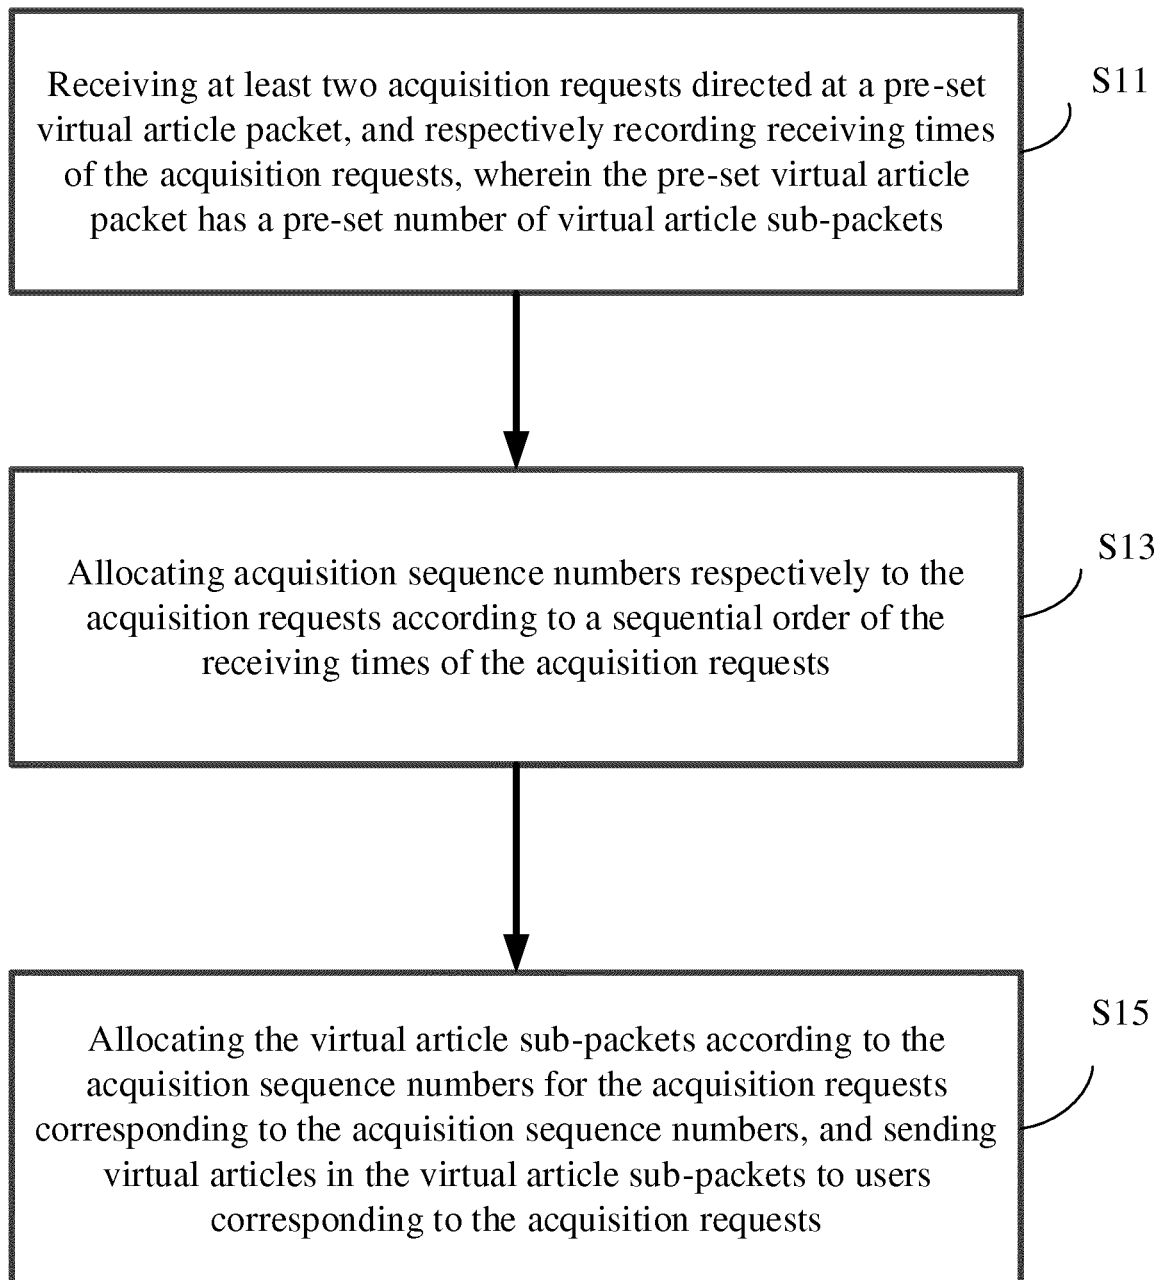 Receiving at least two acquisition requests directed at a pre-set
virtual article packet, and respectively recording receiving times
of the acquisition requests, wherein the pre-set virtual article
packet has a pre-set number of virtual article sub-packets
S11
Allocating acquisition sequence numbers respectively to the
acquisition requests according to a sequential order of the
receiving times of the acquisition requests
S13
Allocating the virtual article sub-packets according to the
acquisition sequence numbers for the acquisition requests
corresponding to the acquisition sequence numbers, and sending
virtual articles in the virtual article sub-packets to users
corresponding to the acquisition requests
S15